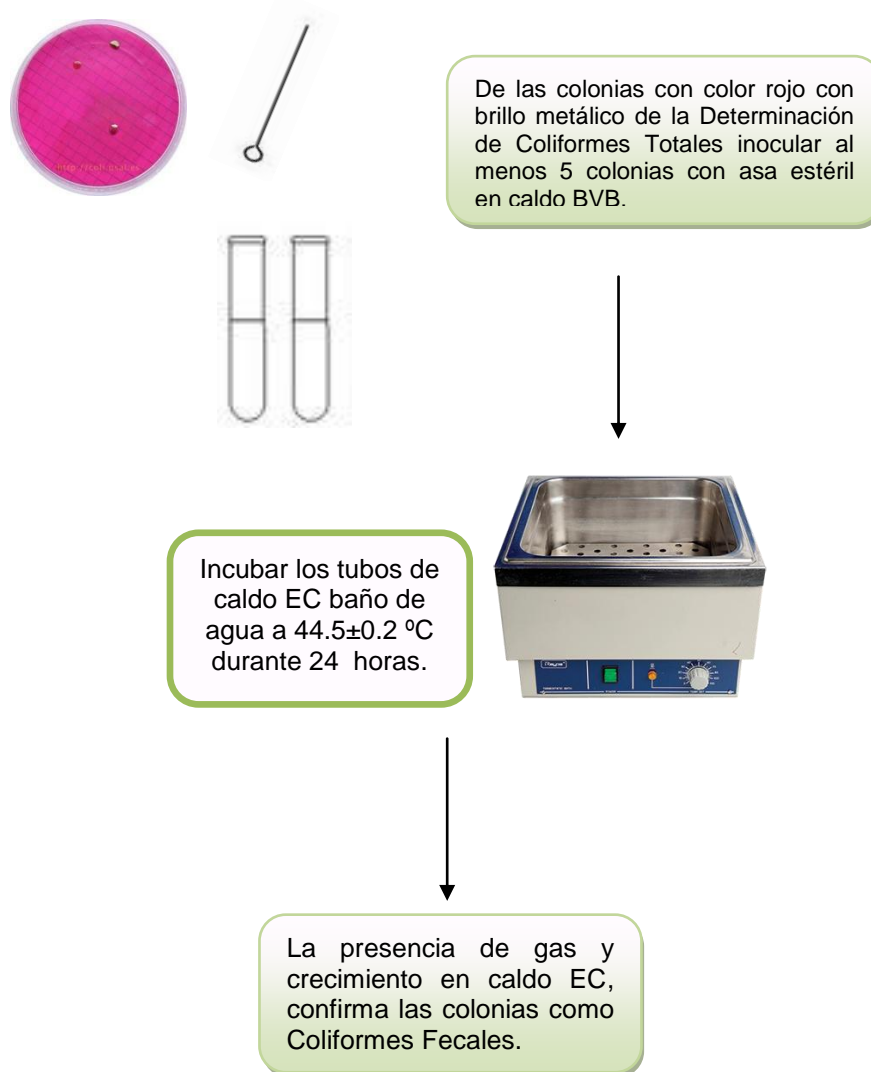 De las colonias con color rojo con
brillo metálico de la Determinación
de Coliformes Totales inocular al
menos 5 colonias con asa estéril
en caldo BVB.
Incubar los tubos de
caldo EC baño de
agua a 44.5±0.2 ºC
durante 24 horas.
La presencia de gas y
crecimiento en caldo EC,
confirma las colonias como
Coliformes Fecales.